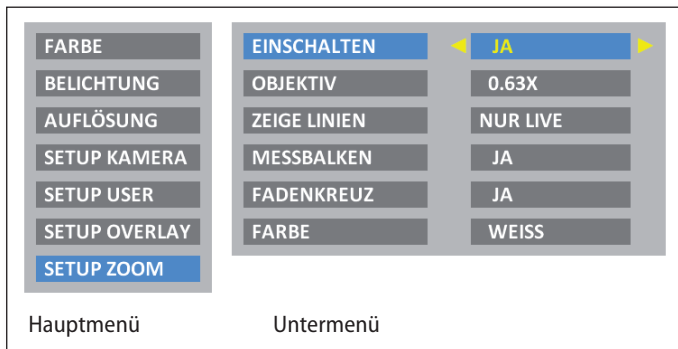 FARBE
BELICHTUNG
AUFLÖSUNG
SETUP KAMERA
SETUP USER
SETUP OVERLAY
SETUP ZOOM
EINSCHALTEN JA
OBJEKTIV 0.63X
ZEIGE LINIEN NUR LIVE
MESSBALKEN JA
FADENKREUZ JA
FARBE WEISS
Hauptmenü
Untermenü